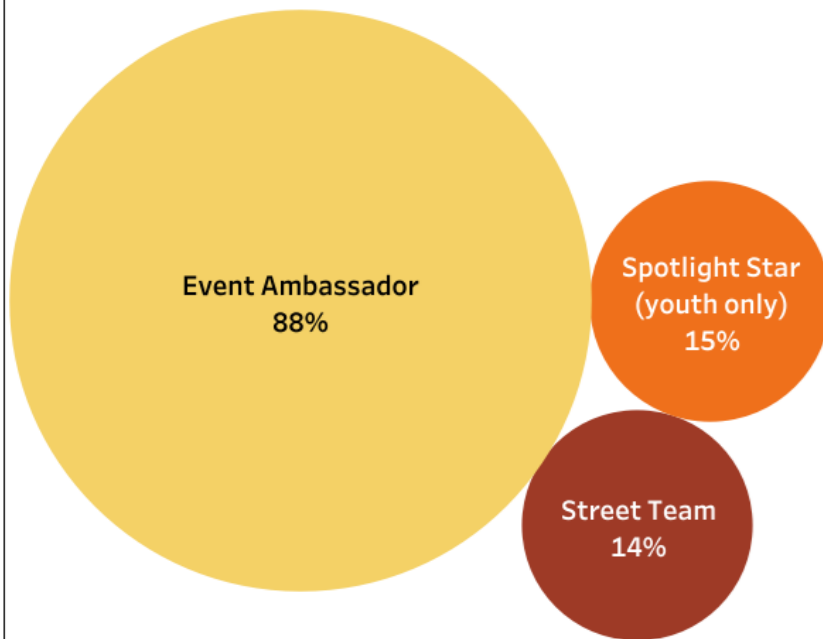 Event Ambassador
88%
Spotlight Star
(youth only)
15%
Street Team
14%